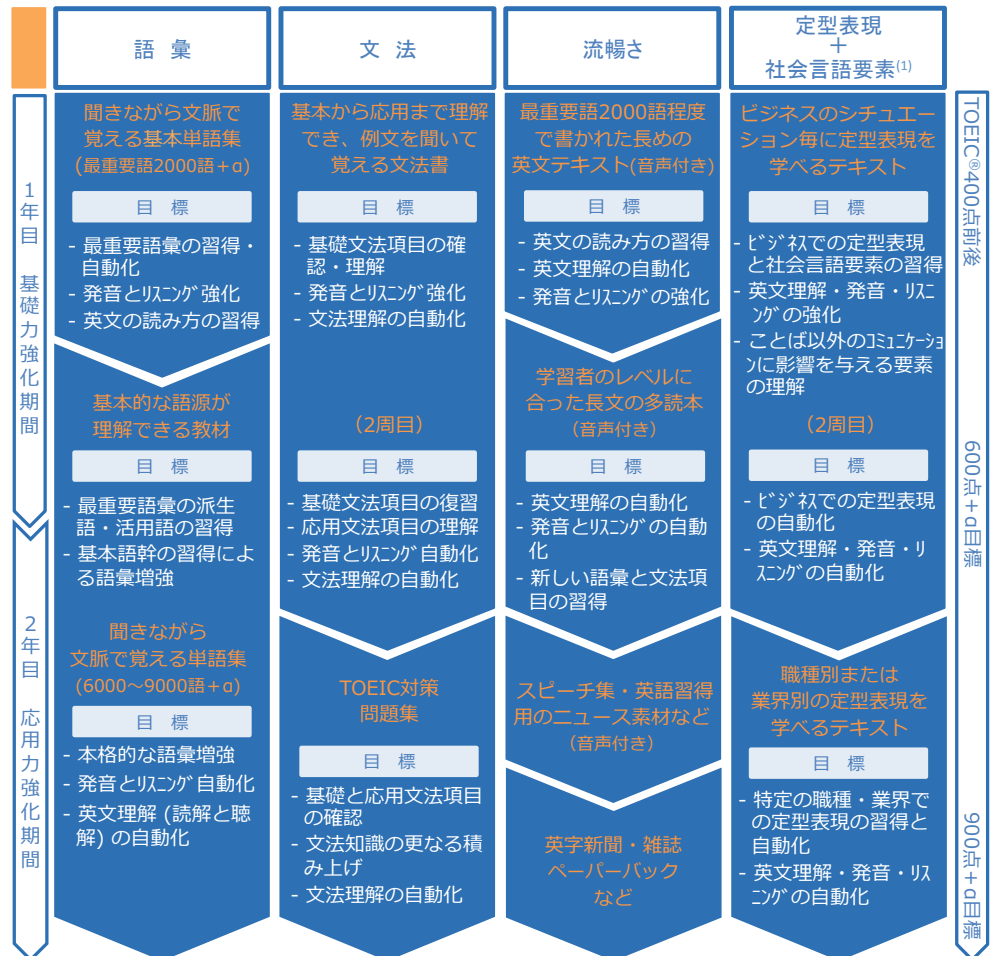 語 彙
文 法
流暢さ
定型表現
+
社会言語要素(1)
1年目 基礎力強化期間
2年目 応用力強化期間
聞きながら文脈で
覚える基本単語集
(最重要語2000語+α)
目 標
- 最重要語彙の習得・
自動化
- 発音とﾘｽﾆﾝｸﾞ強化
- 英文の読み方の習得
基本的な語源が
理解できる教材
目 標
- 最重要語彙の派生
語・活用語の習得
- 基本語幹の習得によ
る語彙増強
聞きながら
文脈で覚える単語集
(6000～9000語+α)
目 標
- 本格的な語彙増強
- 発音とﾘｽﾆﾝｸﾞ自動化
- 英文理解 (読解と聴
解) の自動化
基本から応用まで理解
でき、例文を聞いて
覚える文法書
目 標
- 基礎文法項目の確
認・理解
- 発音とﾘｽﾆﾝｸﾞ強化
- 文法理解の自動化
(2周目)
目 標
- 基礎文法項目の復習
- 応用文法項目の理解
- 発音とﾘｽﾆﾝｸﾞ自動化
- 文法理解の自動化
TOEIC対策
問題集
目 標
- 基礎と応用文法項目
の確認
- 文法知識の更なる積
み上げ
- 文法理解の自動化
最重要語2000語程度
で書かれた長めの
英文テキスト(音声付き)
目 標
- 英文の読み方の習得
- 英文理解の自動化
- 発音とﾘｽﾆﾝｸﾞの強化
学習者のレベルに
合った長文の多読本
(音声付き)
目 標
- 英文理解の自動化
- 発音とﾘｽﾆﾝｸﾞの自動
化
- 新しい語彙と文法項
目の習得
スピーチ集・英語習得
用のニュース素材など
(音声付き)
英字新聞・雑誌
ペーパーバック
など
ビジネスのシチュエー
ション毎に定型表現を
学べるテキスト
目 標
- ﾋﾞｼﾞﾈｽでの定型表現
と社会言語要素の習得
- 英文理解・発音・ﾘｽﾆ
ﾝｸﾞの強化
- ことば以外のｺﾐｭﾆｹｰｼｮ
ﾝに影響を与える要素
の理解
(2周目)
目 標
- ﾋﾞｼﾞﾈｽでの定型表現
の自動化
- 英文理解・発音・リ
ｽﾆﾝｸﾞの自動化
職種別または
業界別の定型表現を
学べるテキスト
目 標
- 特定の職種・業界で
の定型表現の習得と
自動化
- 英文理解・発音・ﾘｽ
ﾆﾝｸﾞの自動化
TOEIC®400点前後
600点+α目標
900点+α目標